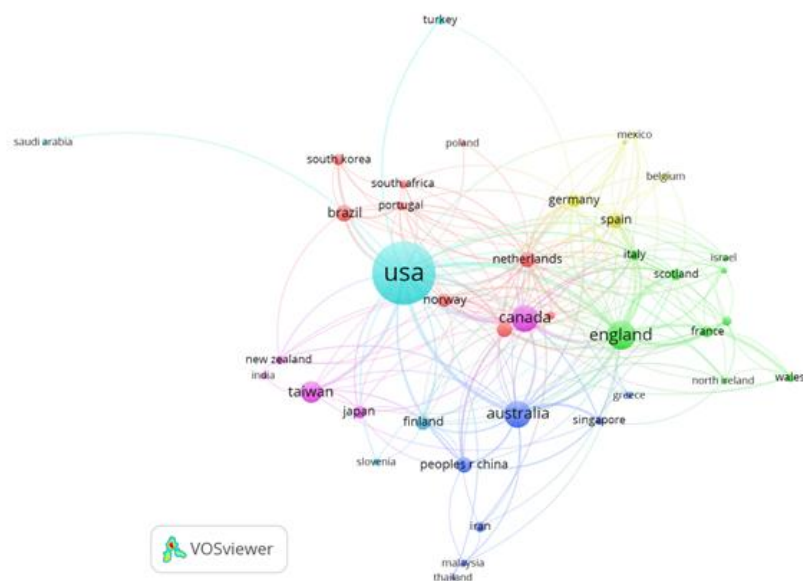 turkey
saudi arabia
mexico
poland
south korea
belgium
south africa
germany
portugal
brazil
spain
italy
israel
netherlands
usa
scotland
norway
canada
england
france
new zealand
india
north ireland
wales
taiwan
greece
japan
australia
finland
singapore
slovenia
peoples r china
iran
VOSviewer
malaysia
thailand